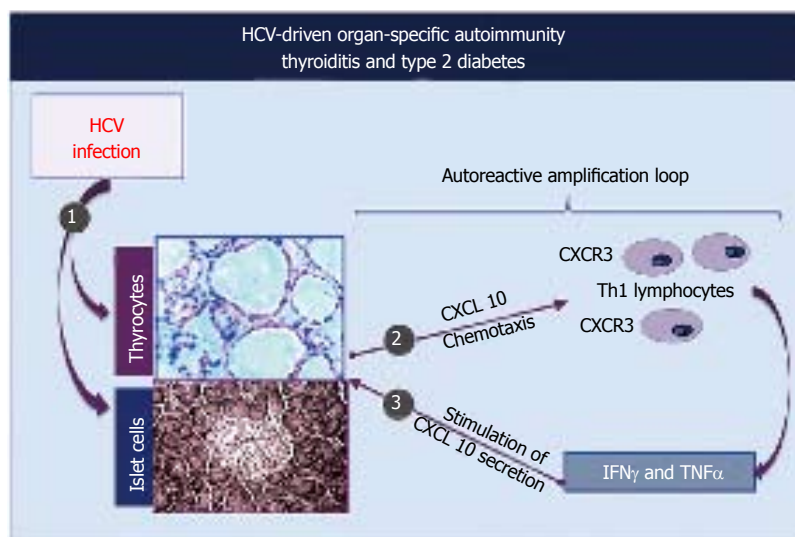 HCV-driven organ-specific autoimmunity
thyroiditis and type 2 diabetes
HCV
infection
Autoreactive amplification loop
1
Thyrocytes
Islet cells
2
CXCL 10
Chemotaxis
CXCR3
Th1 lymphocytes
CXCR3
3
Stimulation of
CXCL 10 secretion
IFNγ and TNFα